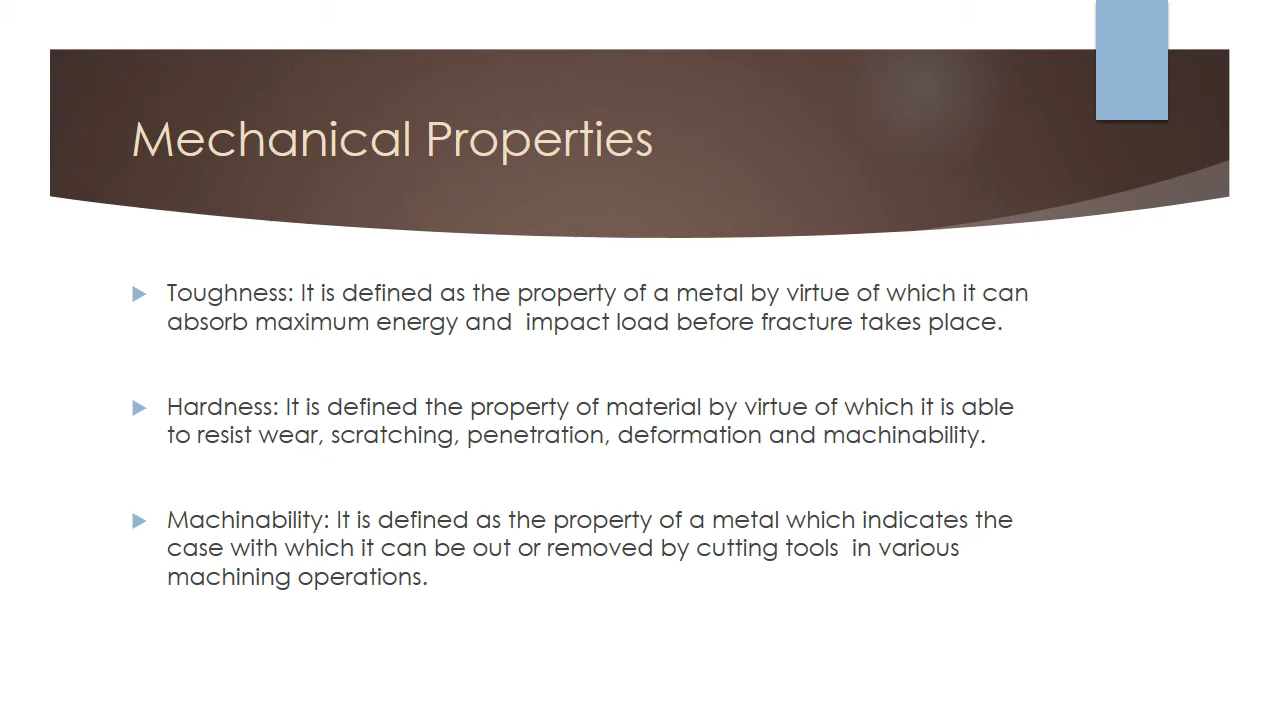 Mechanical Properties
Toughness: It is defined as the property of a metal by virtue of which it can
absorb maximum energy and  impact load before fracture takes place.
Hardness: It is defined the property of material by virtue of which it is able
to resist wear, scratching, penetration, deformation and machinability.
Machinability: It is defined as the property of a metal which indicates the
case with which it can be out or removed by cutting tools  in various
machining operations.